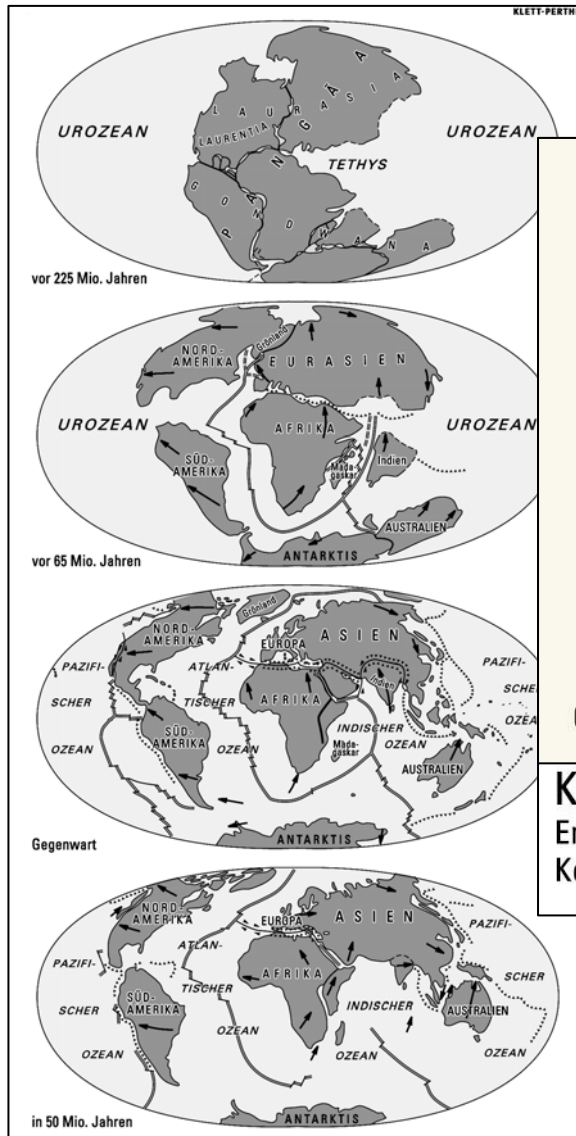 KLETT-PERTHE
UROZEAN
LAURASIA
LAURENTIA
PANGÄA
UROZEAN
TETHYS
GONDWANA
vor 225 Mio. Jahren
NORD-
AMERIKA
Grönland
EURASIEN
UROZEAN
AFRIKA
UROZEAN
SÜD-
AMERIKA
Mada-
gaskar
Indien
AUSTRALIEN
ANTARKTIS
vor 65 Mio. Jahren
Grönland
NORD-
AMERIKA
EUROPA
ASIEN
PAZIFI-
SCHER
OZEAN
ATLAN-
TISCHER
OZEAN
AFRIKA
Indien
PAZIFI-
SCHE
OZEA
SÜD-
AMERIKA
INDISCHER
OZEAN
Mada-
gaskar
AUSTRALIEN
ANTARKTIS
Gegenwart
NORD-
AMERIKA
EUROPA
ASIEN
PAZIFI-
SCHER
OZEAN
ATLAN-
TISCHER
OZEAN
AFRIKA
PAZIFI-
SCHER
OZEAN
SÜD-
AMERIKA
INDISCHER
OZEAN
AUSTRALIEN
ANTARKTIS
in 50 Mio. Jahren
K
Er